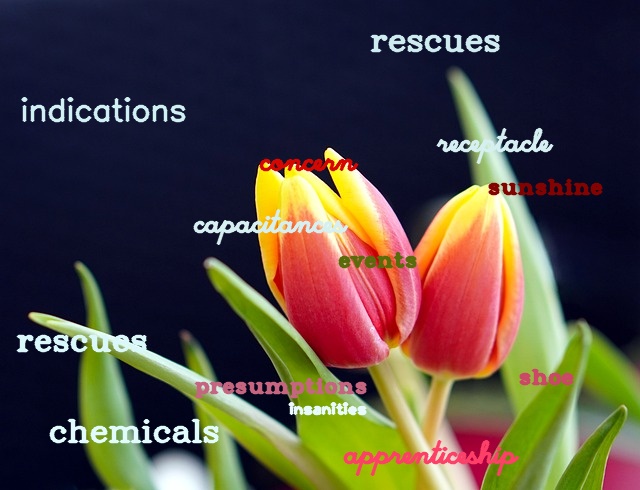 rescues
indications
receptacle
concern
sunshine
capacitances
events
rescues
shoe
presumptions
insanities
chemicals
apprenticeship